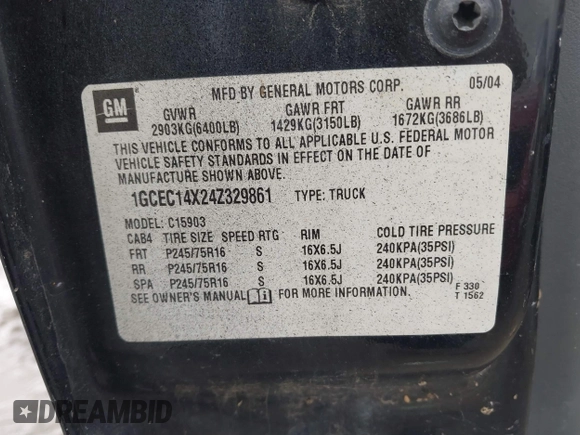 GM
MFD BY GENERAL MOTORS CORP. 05/04
GVWR GAWR FRT GAWR RR
2903KG(6400LB) 1429KG(3150LB) 1672KG(3686LB)
THIS VEHICLE CONFORMS TO ALL APPLICABLE U.S. FEDERAL MOTOR
VEHICLE SAFETY STANDARDS IN EFFECT ON THE DATE OF
MANUFACTURE SHOWN ABOVE.
1GCEC14X24Z329861 TYPE: TRUCK
MODEL: C15903
CAB4 TIRE SIZE SPEED RTG RIM COLD TIRE PRESSURE
FRT P245/75R16 S 16X6.5J 240KPA(35PSI)
RR P245/75R16 S 16X6.5J 240KPA(35PSI)
SPA P245/75R16 S 16X6.5J 240KPA(35PSI)
SEE OWNER'S MANUAL FOR MORE INFORMATION.
F 330
T 1562
DREAMBID